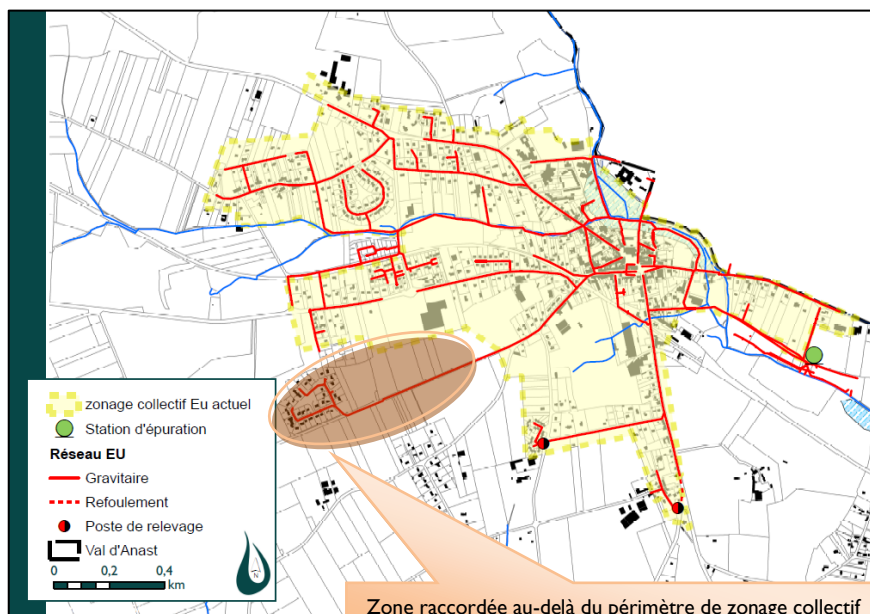 zonage collectif Eu actuel
Station d'épuration
Réseau EU
Gravitaire
Refoulement
Poste de relevage
Val d'Anast
0 0,2 0,4
km
N
Zone raccordée au-delà du périmètre de zonage collectif